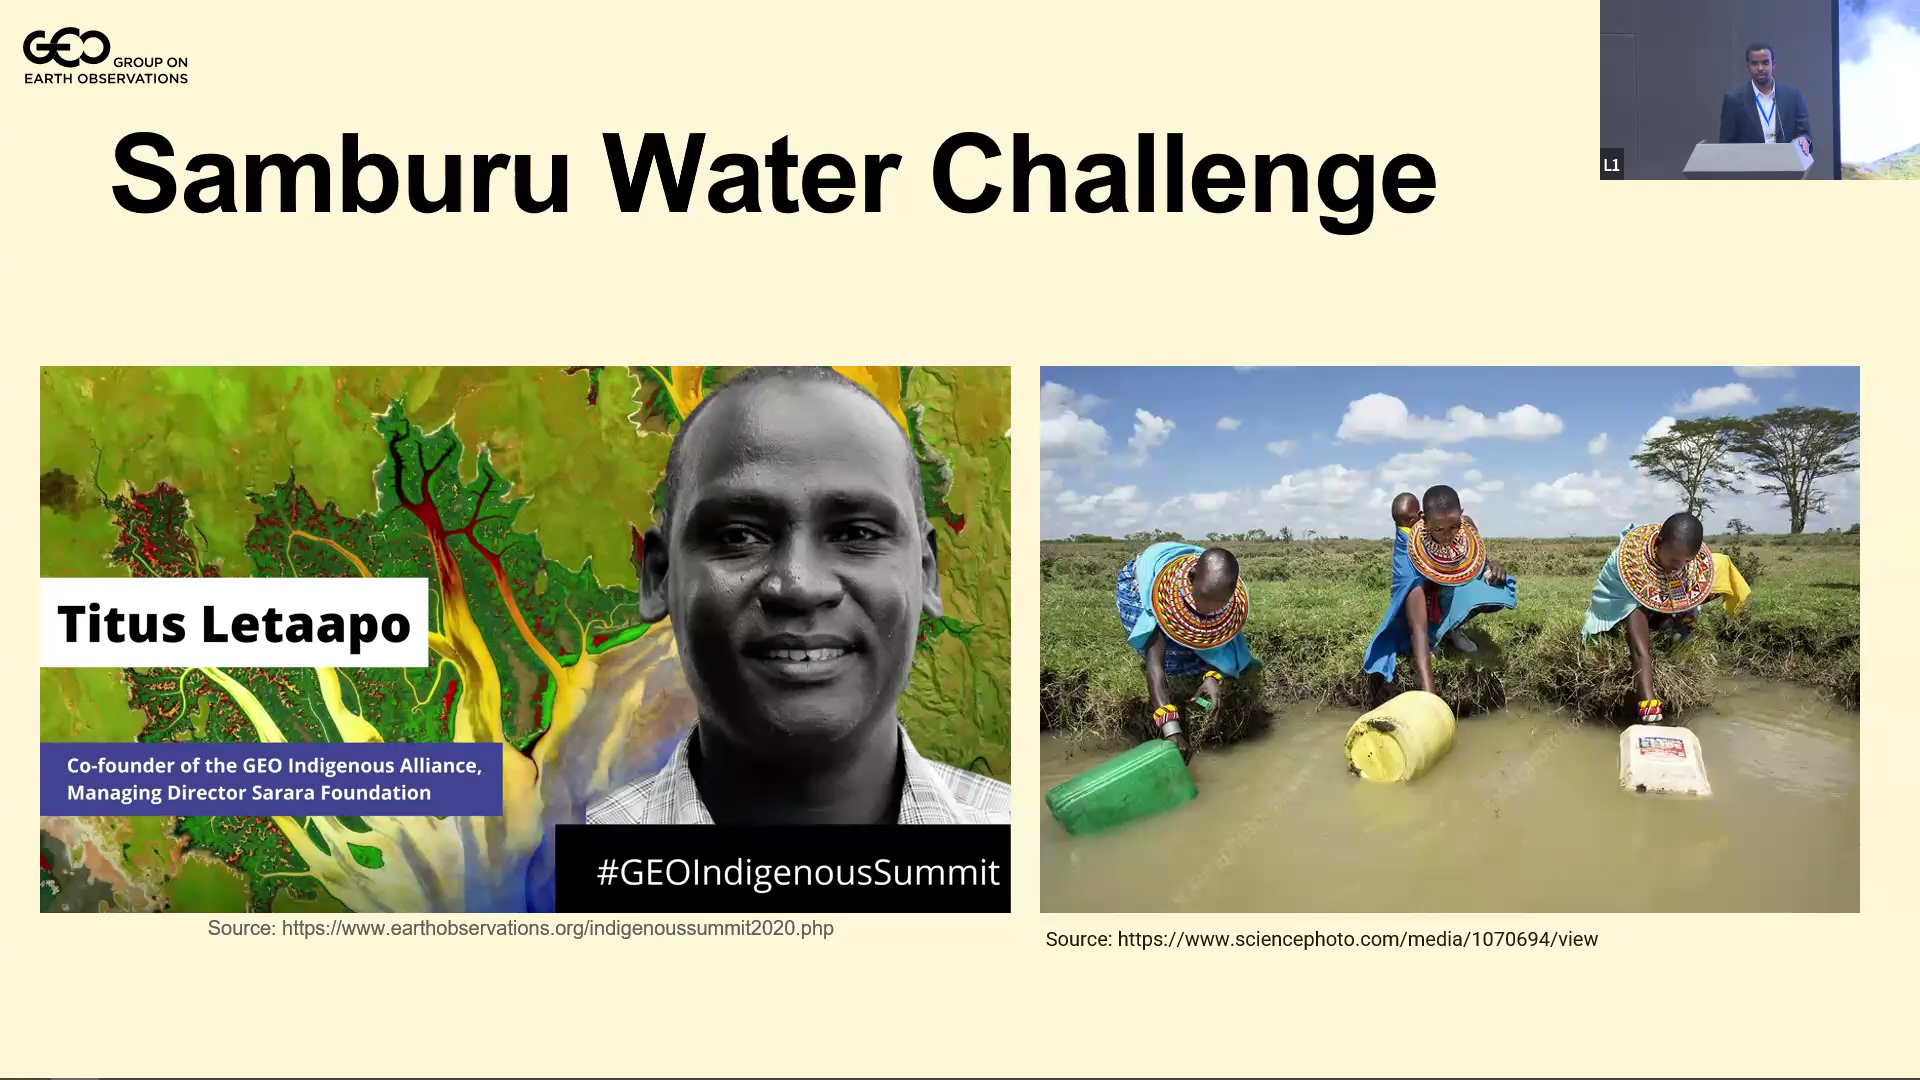 GEO GROUP ON
EARTH OBSERVATIONS
L1
Samburu Water Challenge
Titus Letaapo
Co-founder of the GEO Indigenous Alliance,
Managing Director Sarara Foundation
#GEOIndigenousSummit
Source: https://www.earthobservations.org/indigenoussummit2020.php
Source: https://www.sciencephoto.com/media/1070694/view